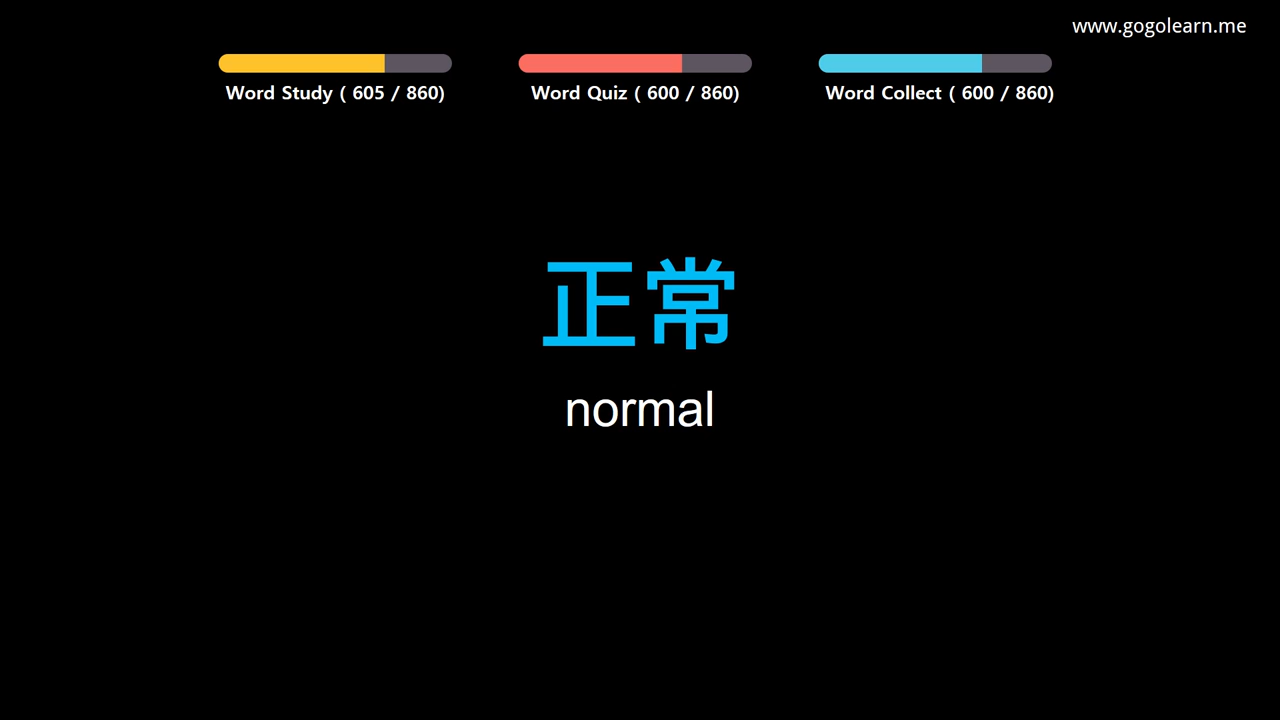 www.gogolearn.me
Word Study ( 605 / 860)
Word Quiz ( 600 / 860)
Word Collect ( 600 / 860)
正常
normal